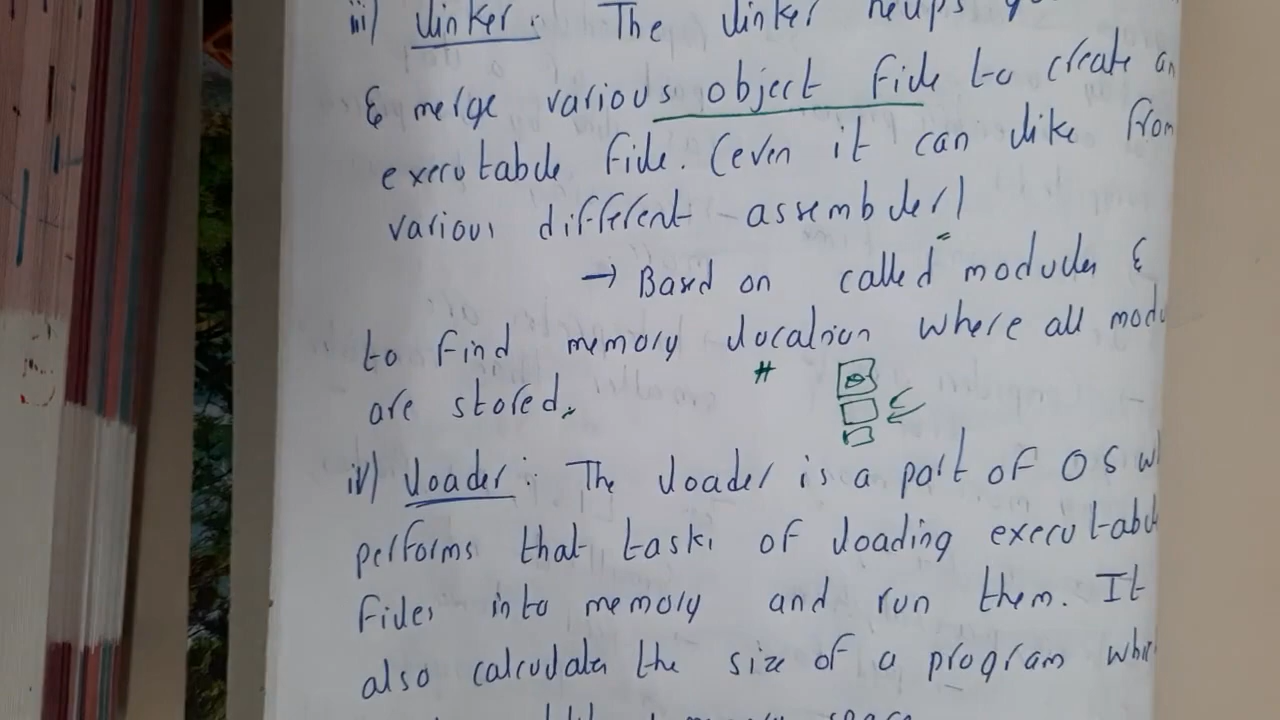 iii) Linker: The linker helps
& merge various object file to create an
executable file. (even it can like from
various different assembler)
→ Based on called modules &
to find memory location where all modu
are stored.
iv) Loader: The loader is a part of OS w
performs that tasks of loading executabl
files into memory and run them. It
also calculates the size of a program whi
space